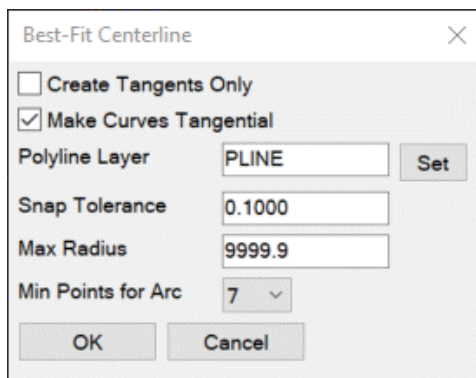 Best-Fit Centerline
Create Tangents Only
Make Curves Tangential
Polyline Layer PLINE Set
Snap Tolerance 0.1000
Max Radius 9999.9
Min Points for Arc 7
OK Cancel